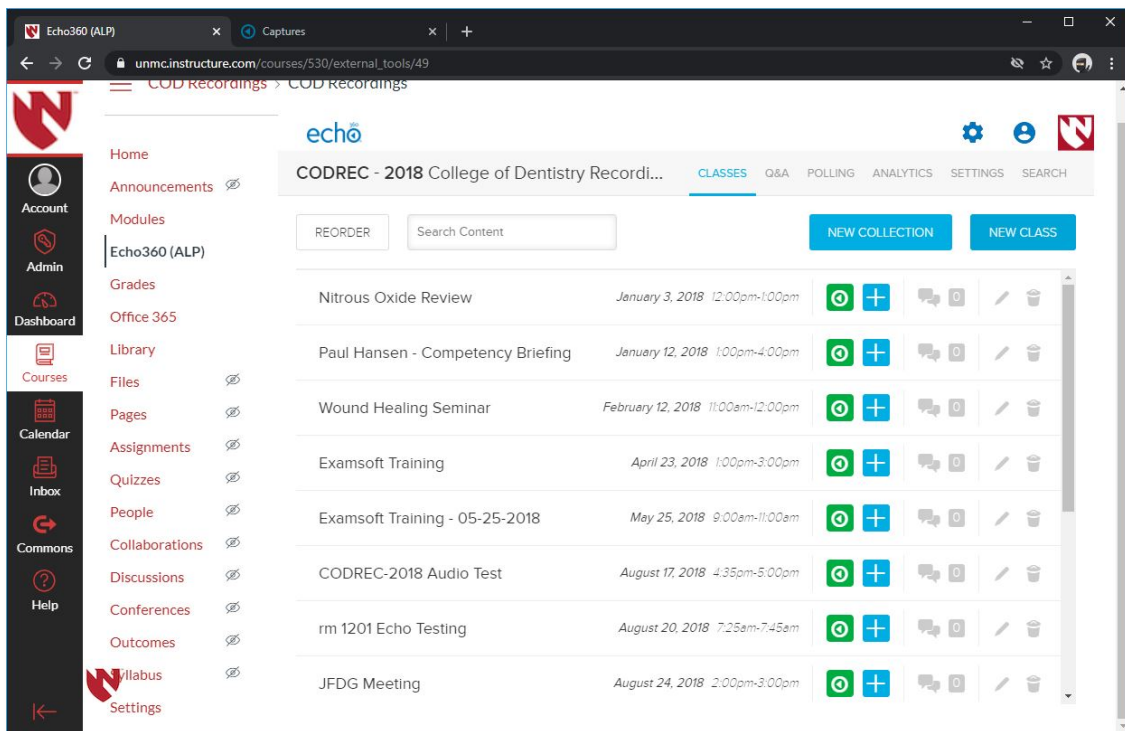 Echo360 (ALP)
Captures
unmc.instructure.com/courses/530/external_tools/49
COD Recordings > COD Recordings
Account
Admin
Dashboard
Courses
Calendar
Inbox
Commons
Help
Home
Announcements
Modules
Echo360 (ALP)
Grades
Office 365
Library
Files
Pages
Assignments
Quizzes
People
Collaborations
Discussions
Conferences
Outcomes
Syllabus
Settings
echo360
CODREC - 2018 College of Dentistry Recordi... CLASSES Q&A POLLING ANALYTICS SETTINGS SEARCH
REORDER Search Content NEW COLLECTION NEW CLASS
Nitrous Oxide Review January 3, 2018 12:00pm-1:00pm 0
Paul Hansen - Competency Briefing January 12, 2018 1:00pm-4:00pm 0
Wound Healing Seminar February 12, 2018 11:00am-12:00pm 0
Examsoft Training April 23, 2018 1:00pm-3:00pm 0
Examsoft Training - 05-25-2018 May 25, 2018 9:00am-11:00am 0
CODREC-2018 Audio Test August 17, 2018 4:35pm-5:00pm 0
rm 1201 Echo Testing August 20, 2018 7:25am-7:45am 0
JFDG Meeting August 24, 2018 2:00pm-3:00pm 0